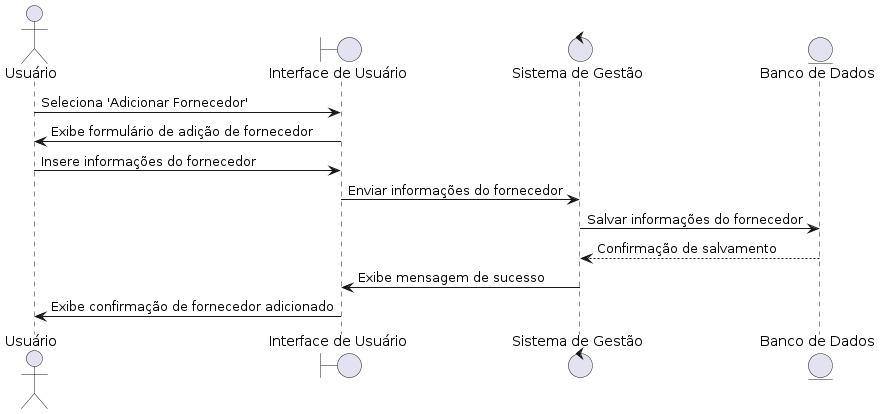 Usuário
Interface de Usuário
Sistema de Gestão
Banco de Dados
Seleciona 'Adicionar Fornecedor'
Exibe formulário de adição de fornecedor
Insere informações do fornecedor
Enviar informações do fornecedor
Salvar informações do fornecedor
Confirmação de salvamento
Exibe mensagem de sucesso
Exibe confirmação de fornecedor adicionado
Usuário
Interface de Usuário
Sistema de Gestão
Banco de Dados